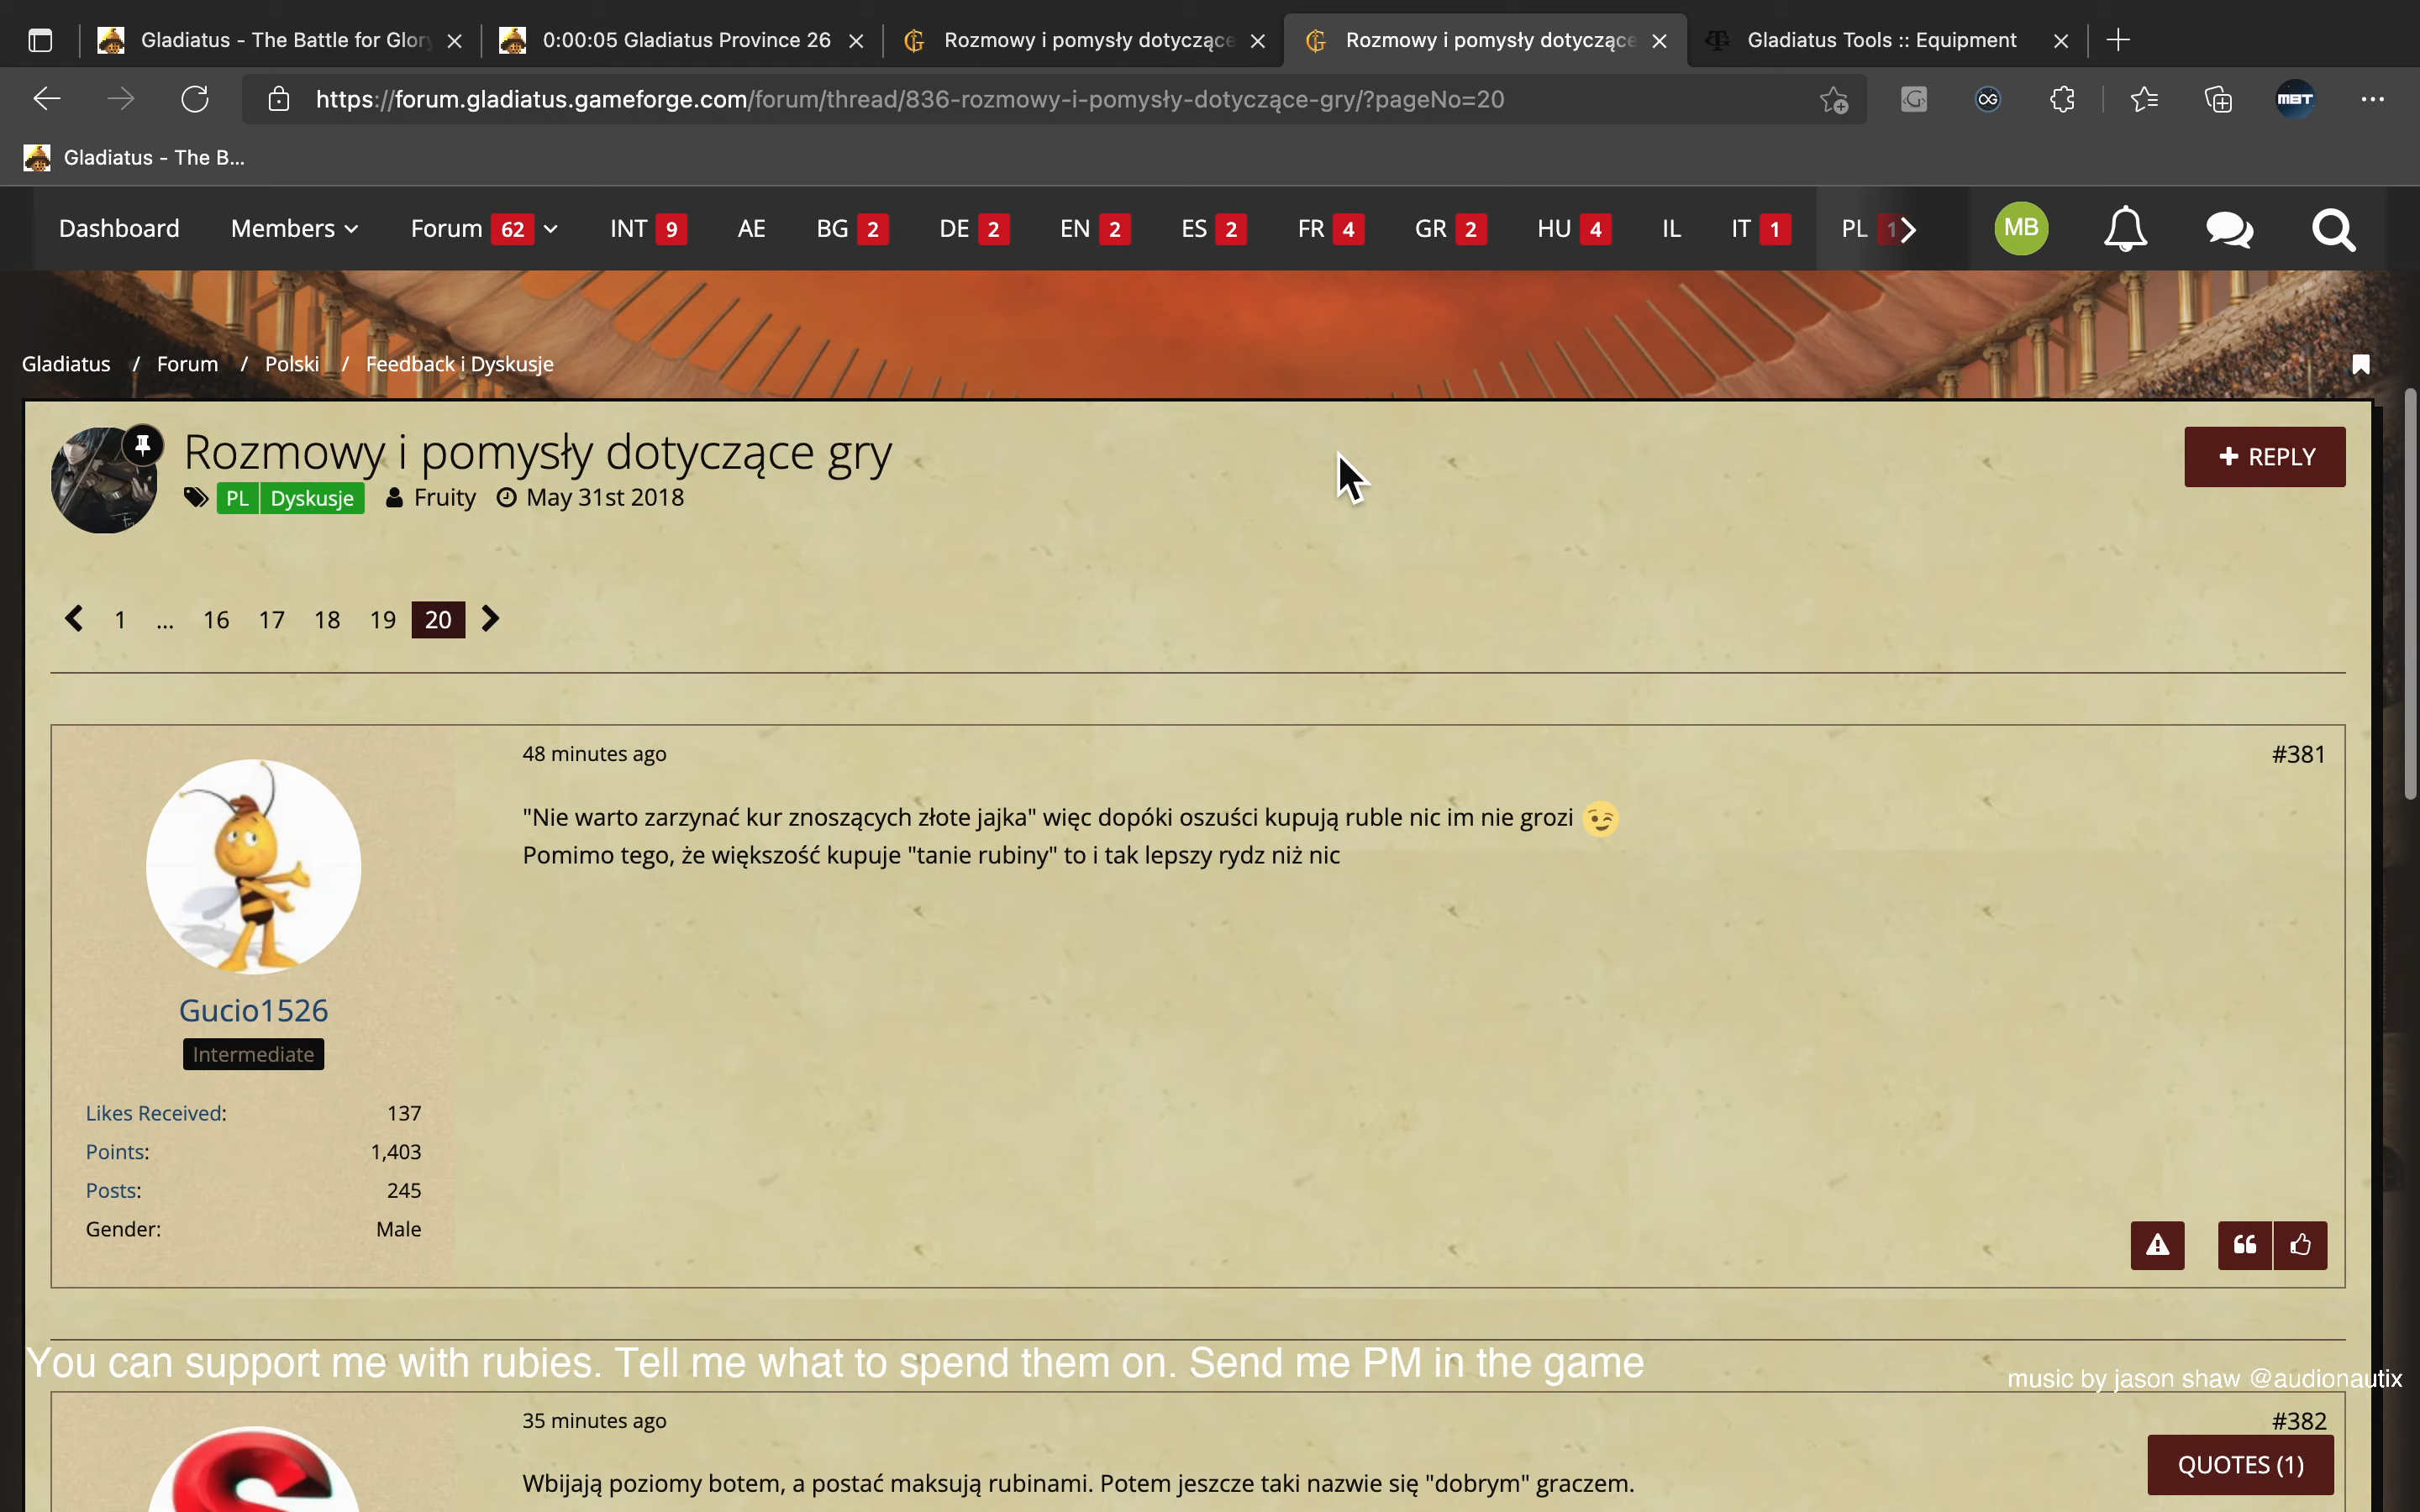 Gladiatus - The Battle for Glory
0:00:05 Gladiatus Province 26
Rozmowy i pomysły dotyczące
Rozmowy i pomysły dotyczące
Gladiatus Tools :: Equipment
https://forum.gladiatus.gameforge.com/forum/thread/836-rozmowy-i-pomysły-dotyczące-gry/?pageNo=20
MBT
Gladiatus - The B...
Dashboard Members Forum 62 INT 9 AE BG 2 DE 2 EN 2 ES 2 FR 4 GR 2 HU 4 IL IT 1 PL 1 MB
Gladiatus / Forum / Polski / Feedback i Dyskusje
Rozmowy i pomysły dotyczące gry
+ REPLY
PL Dyskusje Fruity May 31st 2018
1 ... 16 17 18 19 20
48 minutes ago
#381
"Nie warto zarzynać kur znoszących złote jajka" więc dopóki oszuści kupują ruble nic im nie grozi
Pomimo tego, że większość kupuje "tanie rubiny" to i tak lepszy rydz niż nic
Gucio1526
Intermediate
Likes Received: 137
Points: 1,403
Posts: 245
Gender: Male
You can support me with rubies. Tell me what to spend them on. Send me PM in the game
music by jason shaw @audionautix
35 minutes ago
#382
Wbijają poziomy botem, a postać maksują rubinami. Potem jeszcze taki nazwie się "dobrym" graczem.
QUOTES (1)